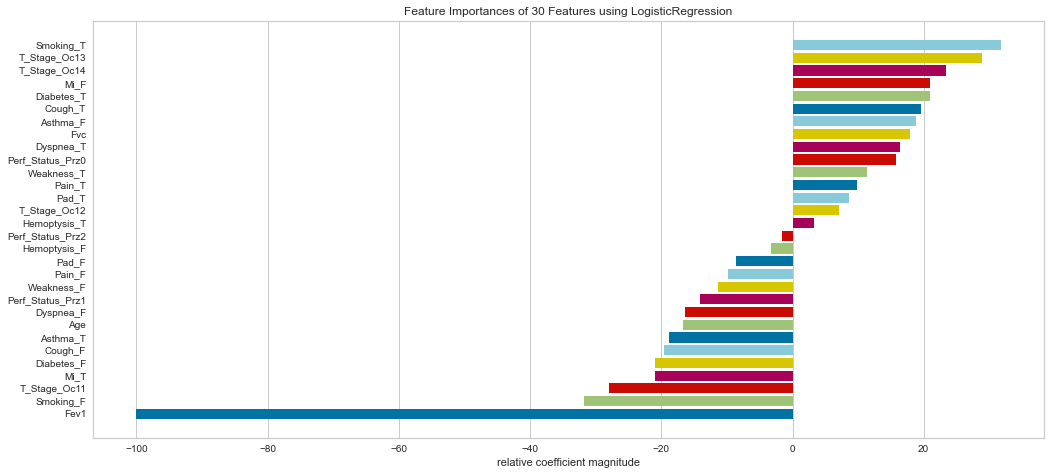 Feature Importances of 30 Features using LogisticRegression
Smoking_T
T_Stage_Oc13
T_Stage_Oc14
Mi_F
Diabetes_T
Cough_T
Asthma_F
Fvc
Dyspnea_T
Perf_Status_Prz0
Weakness_T
Pain_T
Pad_T
T_Stage_Oc12
Hemoptysis_T
Perf_Status_Prz2
Hemoptysis_F
Pad_F
Pain_F
Weakness_F
Perf_Status_Prz1
Dyspnea_F
Age
Asthma_T
Cough_F
Diabetes_F
Mi_T
T_Stage_Oc11
Smoking_F
Fev1
−100 −80 −60 −40 −20 0 20
relative coefficient magnitude